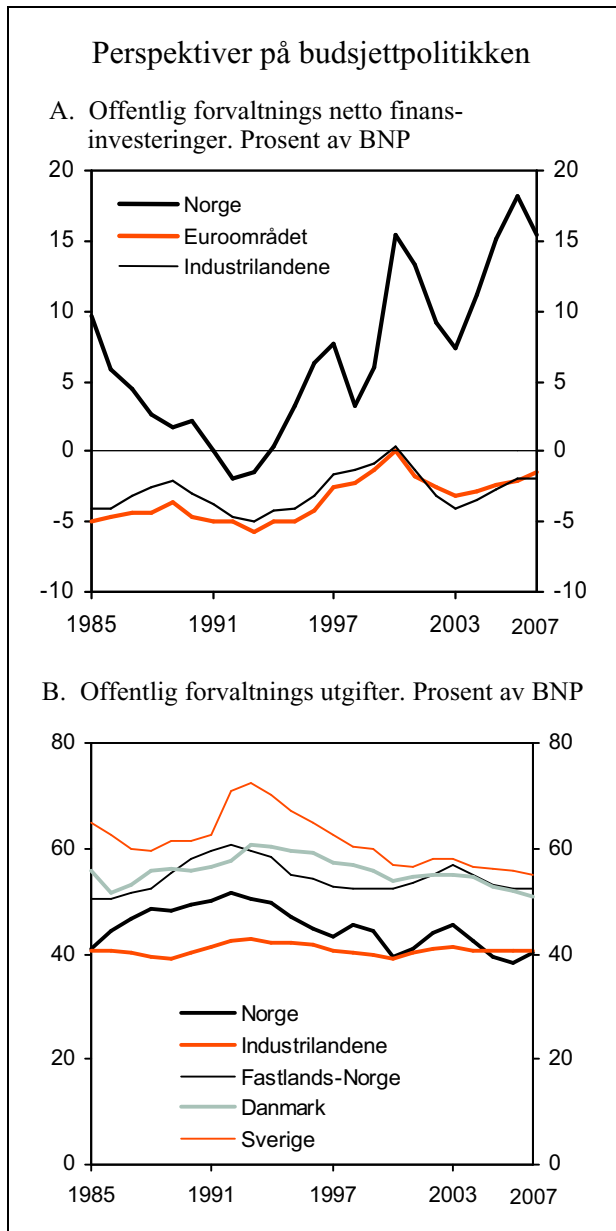 Perspektiver på budsjettpolitikken
A. Offentlig forvaltnings netto finans-
investeringer. Prosent av BNP
20 20
Norge
Euroområdet
Industrilandene
15 15
10 10
5 5
0 0
-5 -5
-10 -10
1985 1991 1997 2003 2007
B. Offentlig forvaltnings utgifter. Prosent av BNP
80 80
60 60
40 40
Norge
Industrilandene
Fastlands-Norge
Danmark
Sverige
20 20
0 0
1985 1991 1997 2003 2007